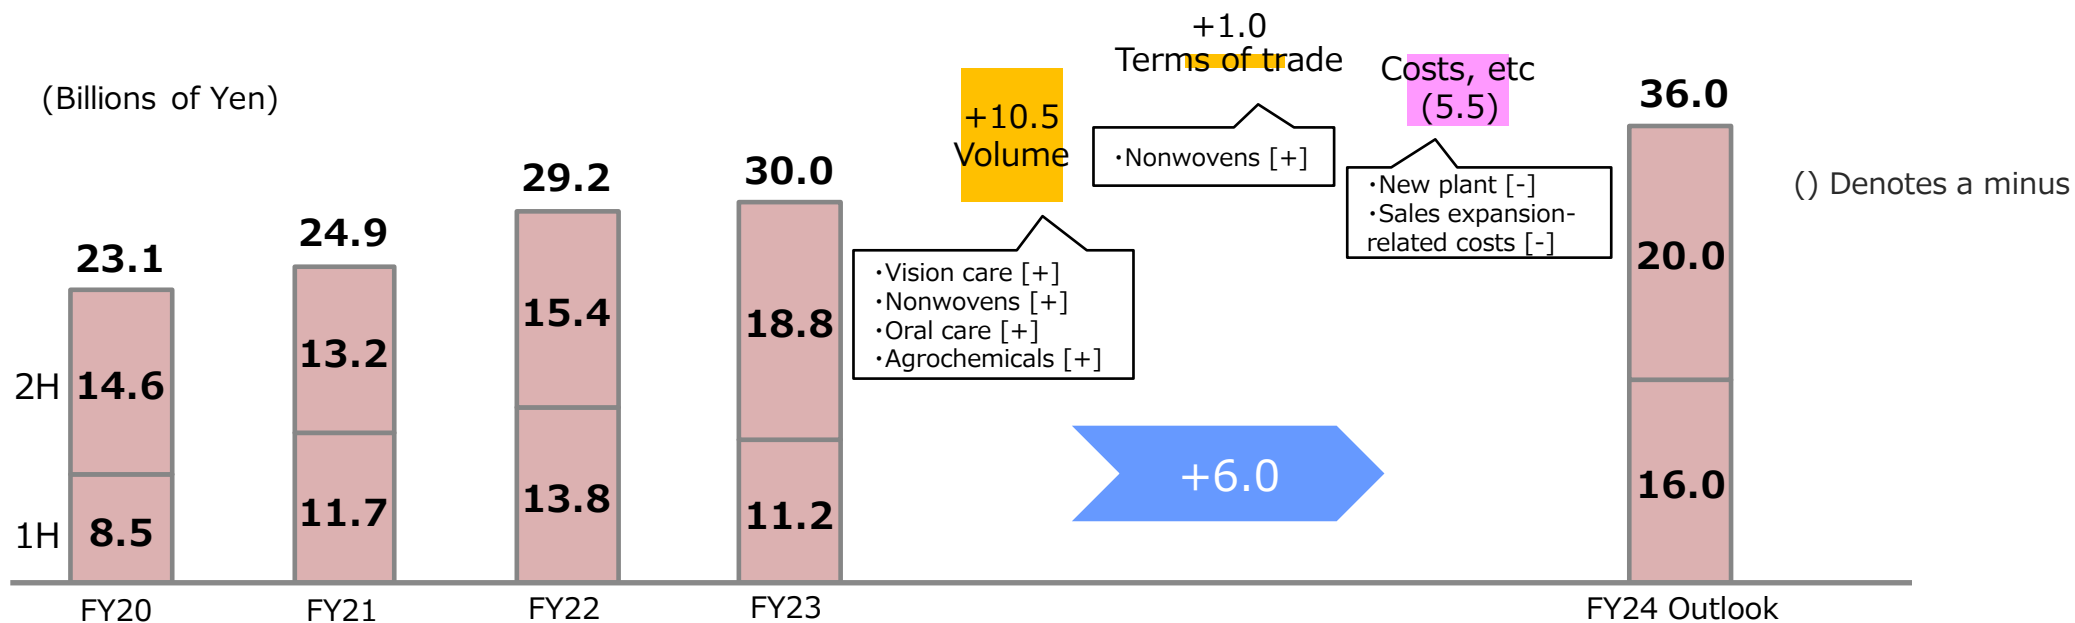 (Billions of Yen)
23.1
14.6
8.5
2H
1H
24.9
13.2
11.7
29.2
15.4
13.8
30.0
18.8
11.2
+10.5
Volume
・Vision care [+]
・Nonwovens [+]
・Oral care [+]
・Agrochemicals [+]
+1.0
Terms of trade
・Nonwovens [+]
Costs, etc
(5.5)
・New plant [-]
・Sales expansion-
related costs [-]
+6.0
36.0
20.0
16.0
() Denotes a minus
FY20
FY21
FY22
FY23
FY24 Outlook